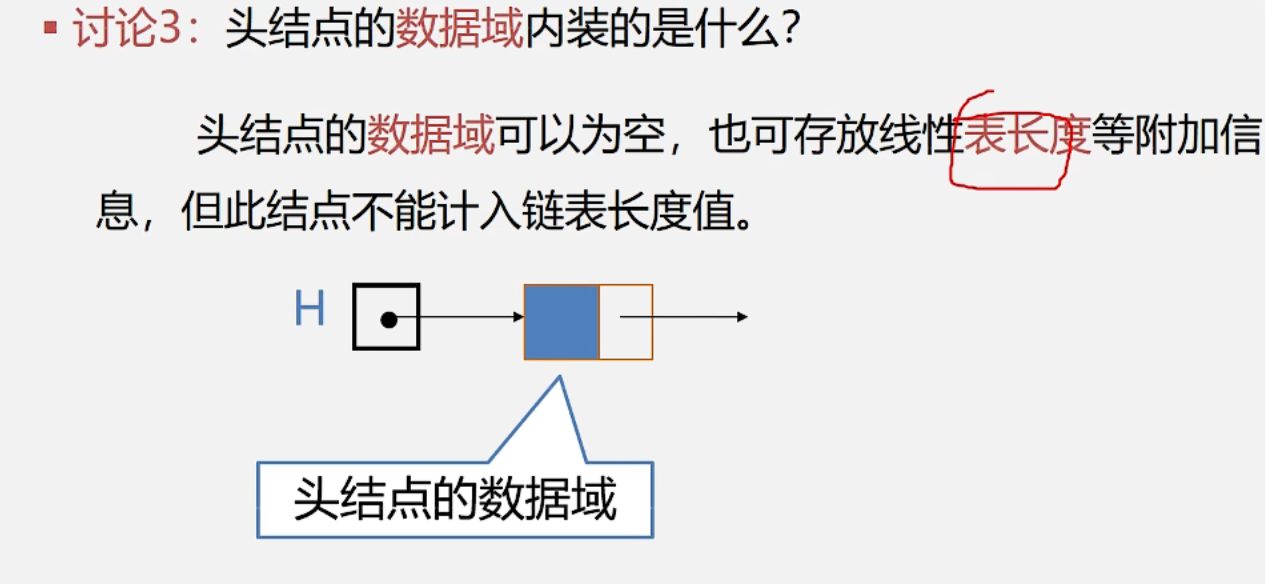 ▪ 讨论3：头结点的数据域内装的是什么？
头结点的数据域可以为空，也可存放线性表长度等附加信
息，但此结点不能计入链表长度值。
H
头结点的数据域